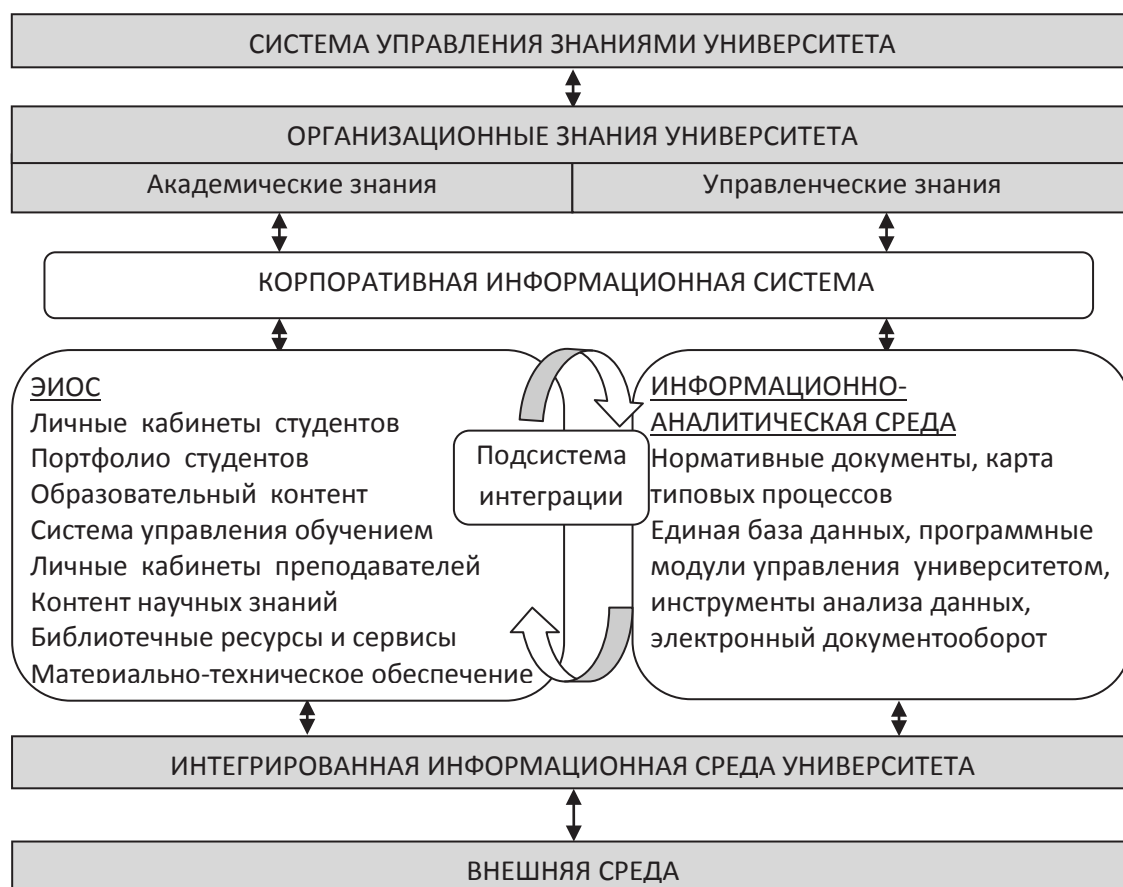 СИСТЕМА УПРАВЛЕНИЯ ЗНАНИЯМИ УНИВЕРСИТЕТА
ОРГАНИЗАЦИОННЫЕ ЗНАНИЯ УНИВЕРСИТЕТА
Академические знания
Управленческие знания
КОРПОРАТИВНАЯ ИНФОРМАЦИОННАЯ СИСТЕМА
ЭИОС
Личные кабинеты студентов
Портфолио студентов
Образовательный контент
Система управления обучением
Личные кабинеты преподавателей
Контент научных знаний
Библиотечные ресурсы и сервисы
Материально-техническое обеспечение
Подсистема
интеграции
ИНФОРМАЦИОННО-
АНАЛИТИЧЕСКАЯ СРЕДА
Нормативные документы, карта
типовых процессов
Единая база данных, программные
модули управления университетом,
инструменты анализа данных,
электронный документооборот
ИНТЕГРИРОВАННАЯ ИНФОРМАЦИОННАЯ СРЕДА УНИВЕРСИТЕТА
ВНЕШНЯЯ СРЕДА